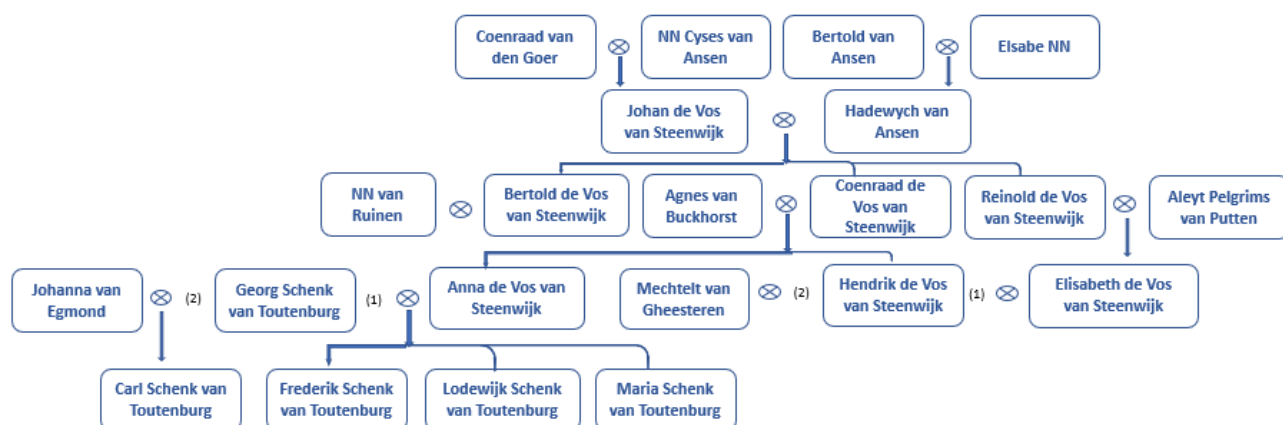 Coenraad van
den Goer
NN Cyses van
Ansen
Bertold van
Ansen
Elsabe NN
Johan de Vos
van Steenwijk
Hadewych van
Ansen
NN van
Ruinen
Bertold de Vos
van Steenwijk
Agnes van
Buckhorst
Coenraad de
Vos van
Steenwijk
Reinold de Vos
van Steenwijk
Aleyt Pelgrims
van Putten
Johanna van
Egmond
(2)
Georg Schenk
van Toutenburg
(1)
Anna de Vos van
Steenwijk
Mechtelt van
Gheesteren
(2)
Hendrik de Vos
van Steenwijk
(1)
Elisabeth de Vos
van Steenwijk
Carl Schenk van
Toutenburg
Frederik Schenk
van Toutenburg
Lodewijk Schenk
van Toutenburg
Maria Schenk
van Toutenburg